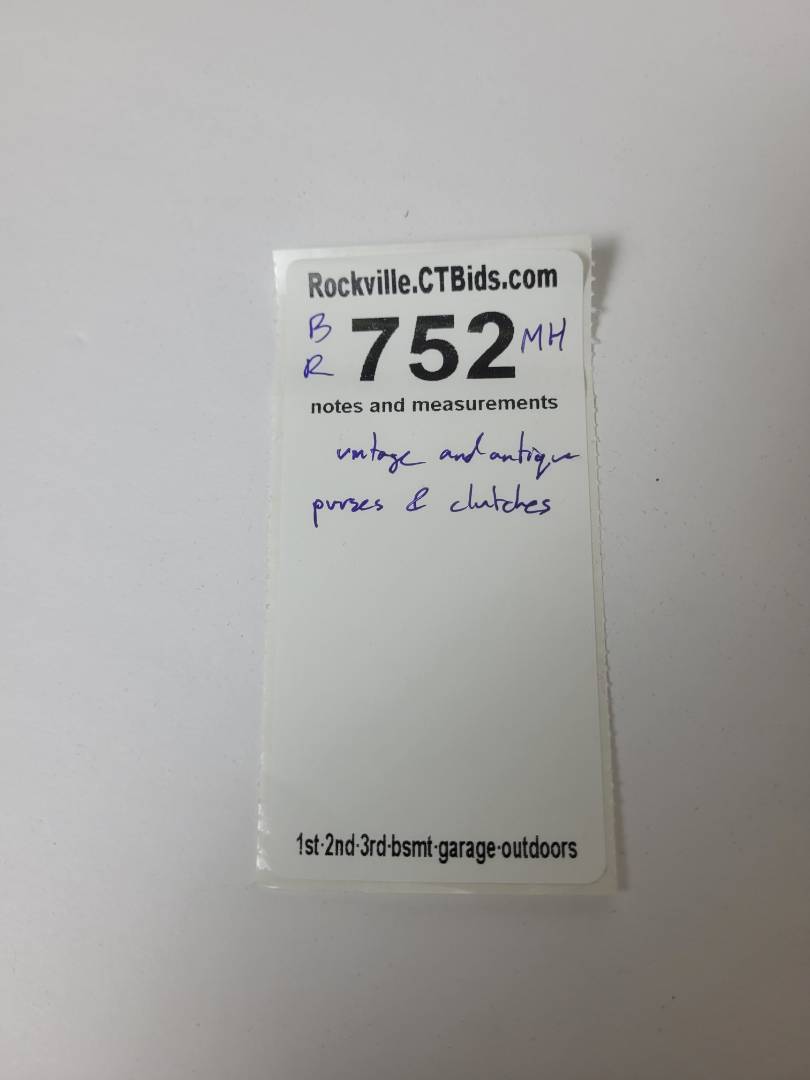 Rockville.CTBids.com
B
R
752
MH
notes and measurements
vintage and antique
purses & clutches
1st·2nd·3rd·bsmt·garage·outdoors